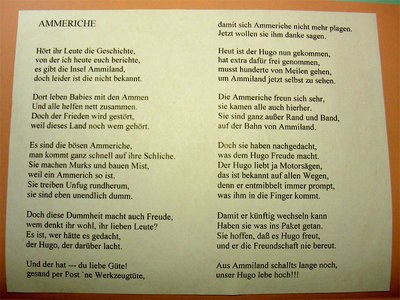 AMMERICHE
Hört ihr Leute die Geschichte,
von der ich heute euch berichte,
es gibt die Insel Ammiland,
doch leider ist die nicht bekannt.
Dort leben Babies mit den Ammen
Und alle helfen nett zusammen.
Doch der Frieden wird gestört,
weil dieses Land noch wem gehört.
Es sind die bösen Ammeriche,
man kommt ganz schnell auf ihre Schliche.
Sie machen Murks und bauen Mist,
weil ein Ammerich so ist.
Sie treiben Unfug rundherum,
sie sind eben unendlich dumm.
Doch diese Dummheit macht auch Freude,
wem denkt ihr wohl, ihr lieben Leute?
Es ist, wer hätte es gedacht,
der Hugo, der darüber lacht.
Und der hat --- du liebe Güte!
gesand per Post `ne Werkzeugtüte,
damit sich Ammeriche nicht mehr plagen.
Jetzt wollen sie ihm danke sagen.
Heut ist der Hugo nun gekommen,
hat extra dafür frei genommen,
musst hunderte von Meilen gehen,
um Ammiland jetzt selbst zu sehen.
Die Ammeriche freun sich sehr,
sie kamen alle auch hierher.
Sie sind ganz außer Rand und Band,
auf der Bahn von Ammiland.
Doch sie haben nachgedacht,
was dem Hugo Freude macht.
Der Hugo liebt ja Motorsägen,
das ist bekannt auf allen Wegen,
denn er entmibbelt immer prompt,
was ihm in die Finger kommt.
Damit er künftig wechseln kann
Haben sie was ins Paket getan.
Sie hoffen, daß es Hugo freut,
und er die Freundschaft nie bereut.
Aus Ammiland schallts lange noch,
unser Hugo lebe hoch!!!